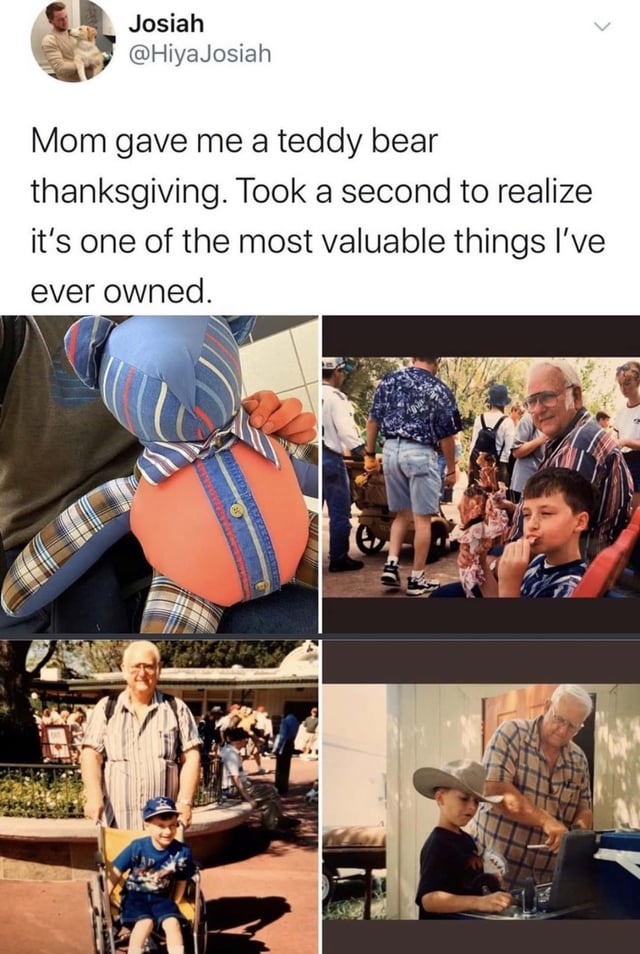 Josiah
@HiyaJosiah
Mom gave me a teddy bear
thanksgiving. Took a second to realize
it's one of the most valuable things I've
ever owned.